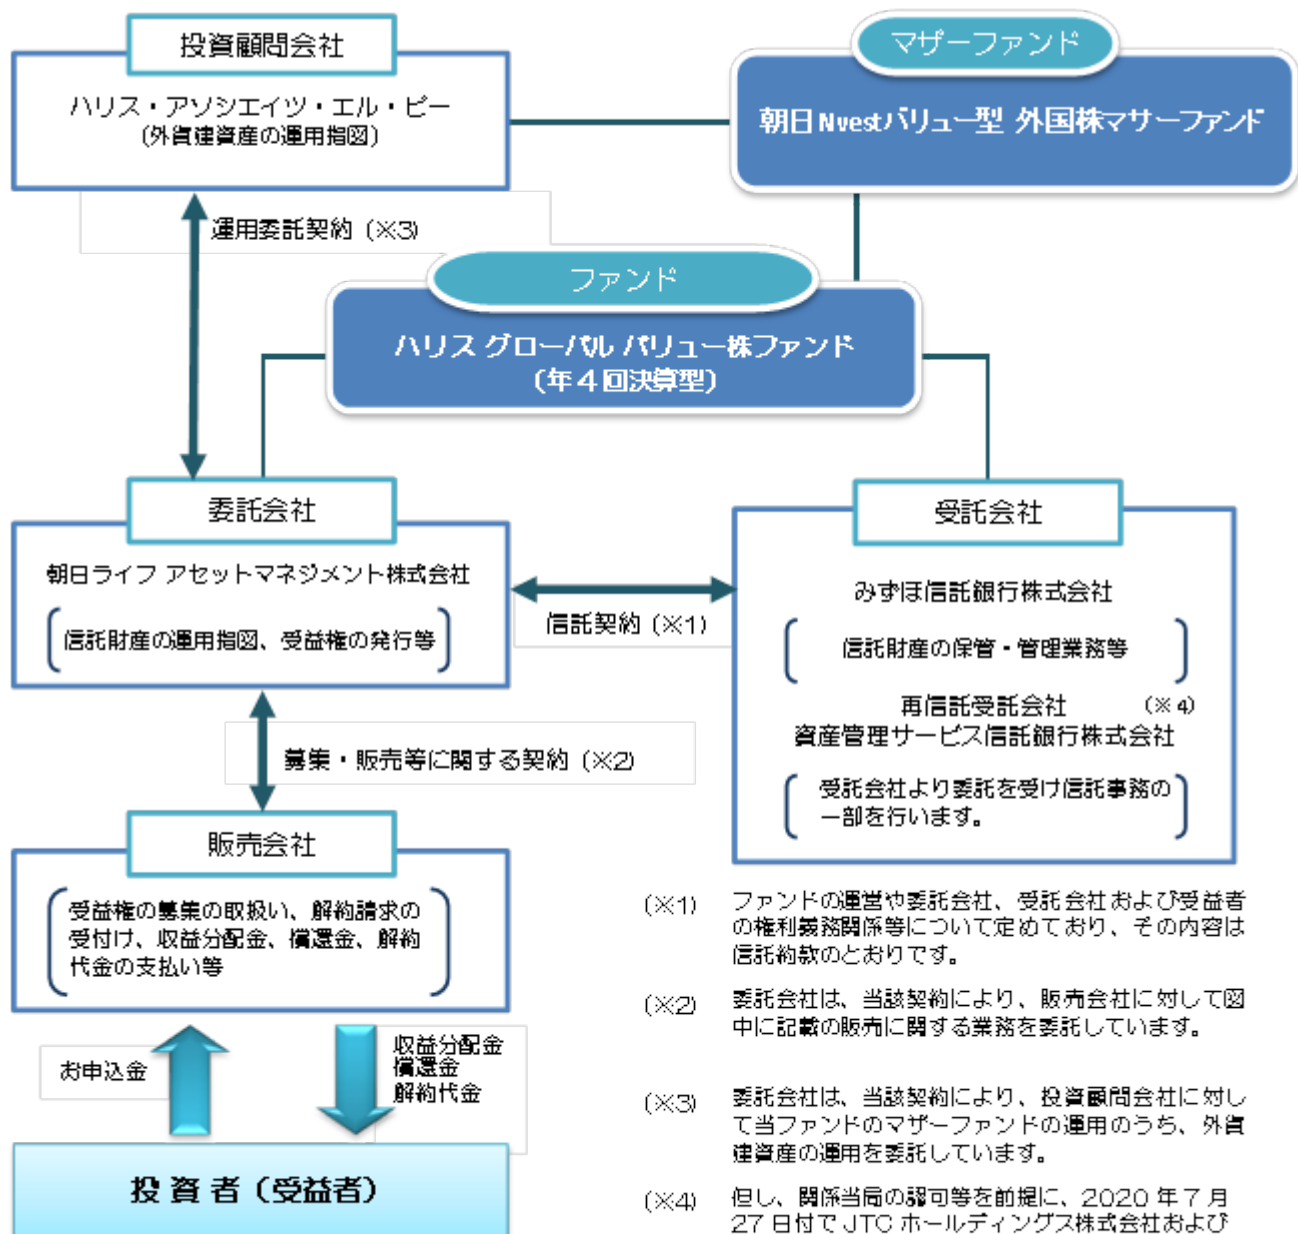 投資顧問会社
ハリス・アソシエイツ・エル・ピー
(外貨建資産の運用指図)
マザーファンド
朝日Nvestバリュー型 外国株マザーファンド
運用委託契約 (※3)
ファンド
ハリス グローバル バリュー株ファンド
(年4回決算型)
委託会社
朝日ライフ アセットマネジメント株式会社
信託財産の運用指図、受益権の発行等
信託契約 (※1)
受託会社
みずほ信託銀行株式会社
信託財産の保管・管理業務等
再信託受託会社 (※4)
資産管理サービス信託銀行株式会社
受託会社より委託を受け信託事務の
一部を行います。
募集・販売等に関する契約 (※2)
販売会社
受益権の募集の取扱い、解約請求の
受付け、収益分配金、償還金、解約
代金の支払い等
お申込金
収益分配金
償還金
解約代金
投資者(受益者)
(※1) ファンドの運営や委託会社、受託会社および受益者
の権利義務関係等について定めており、その内容は
信託約款のとおりです。
(※2) 委託会社は、当該契約により、販売会社に対して図
中に記載の販売に関する業務を委託しています。
(※3) 委託会社は、当該契約により、投資顧問会社に対し
て当ファンドのマザーファンドの運用のうち、外貨
建資産の運用を委託しています。
(※4) 但し、関係当局の認可等を前提に、2020年7月
27日付でJTCホールディングス株式会社および